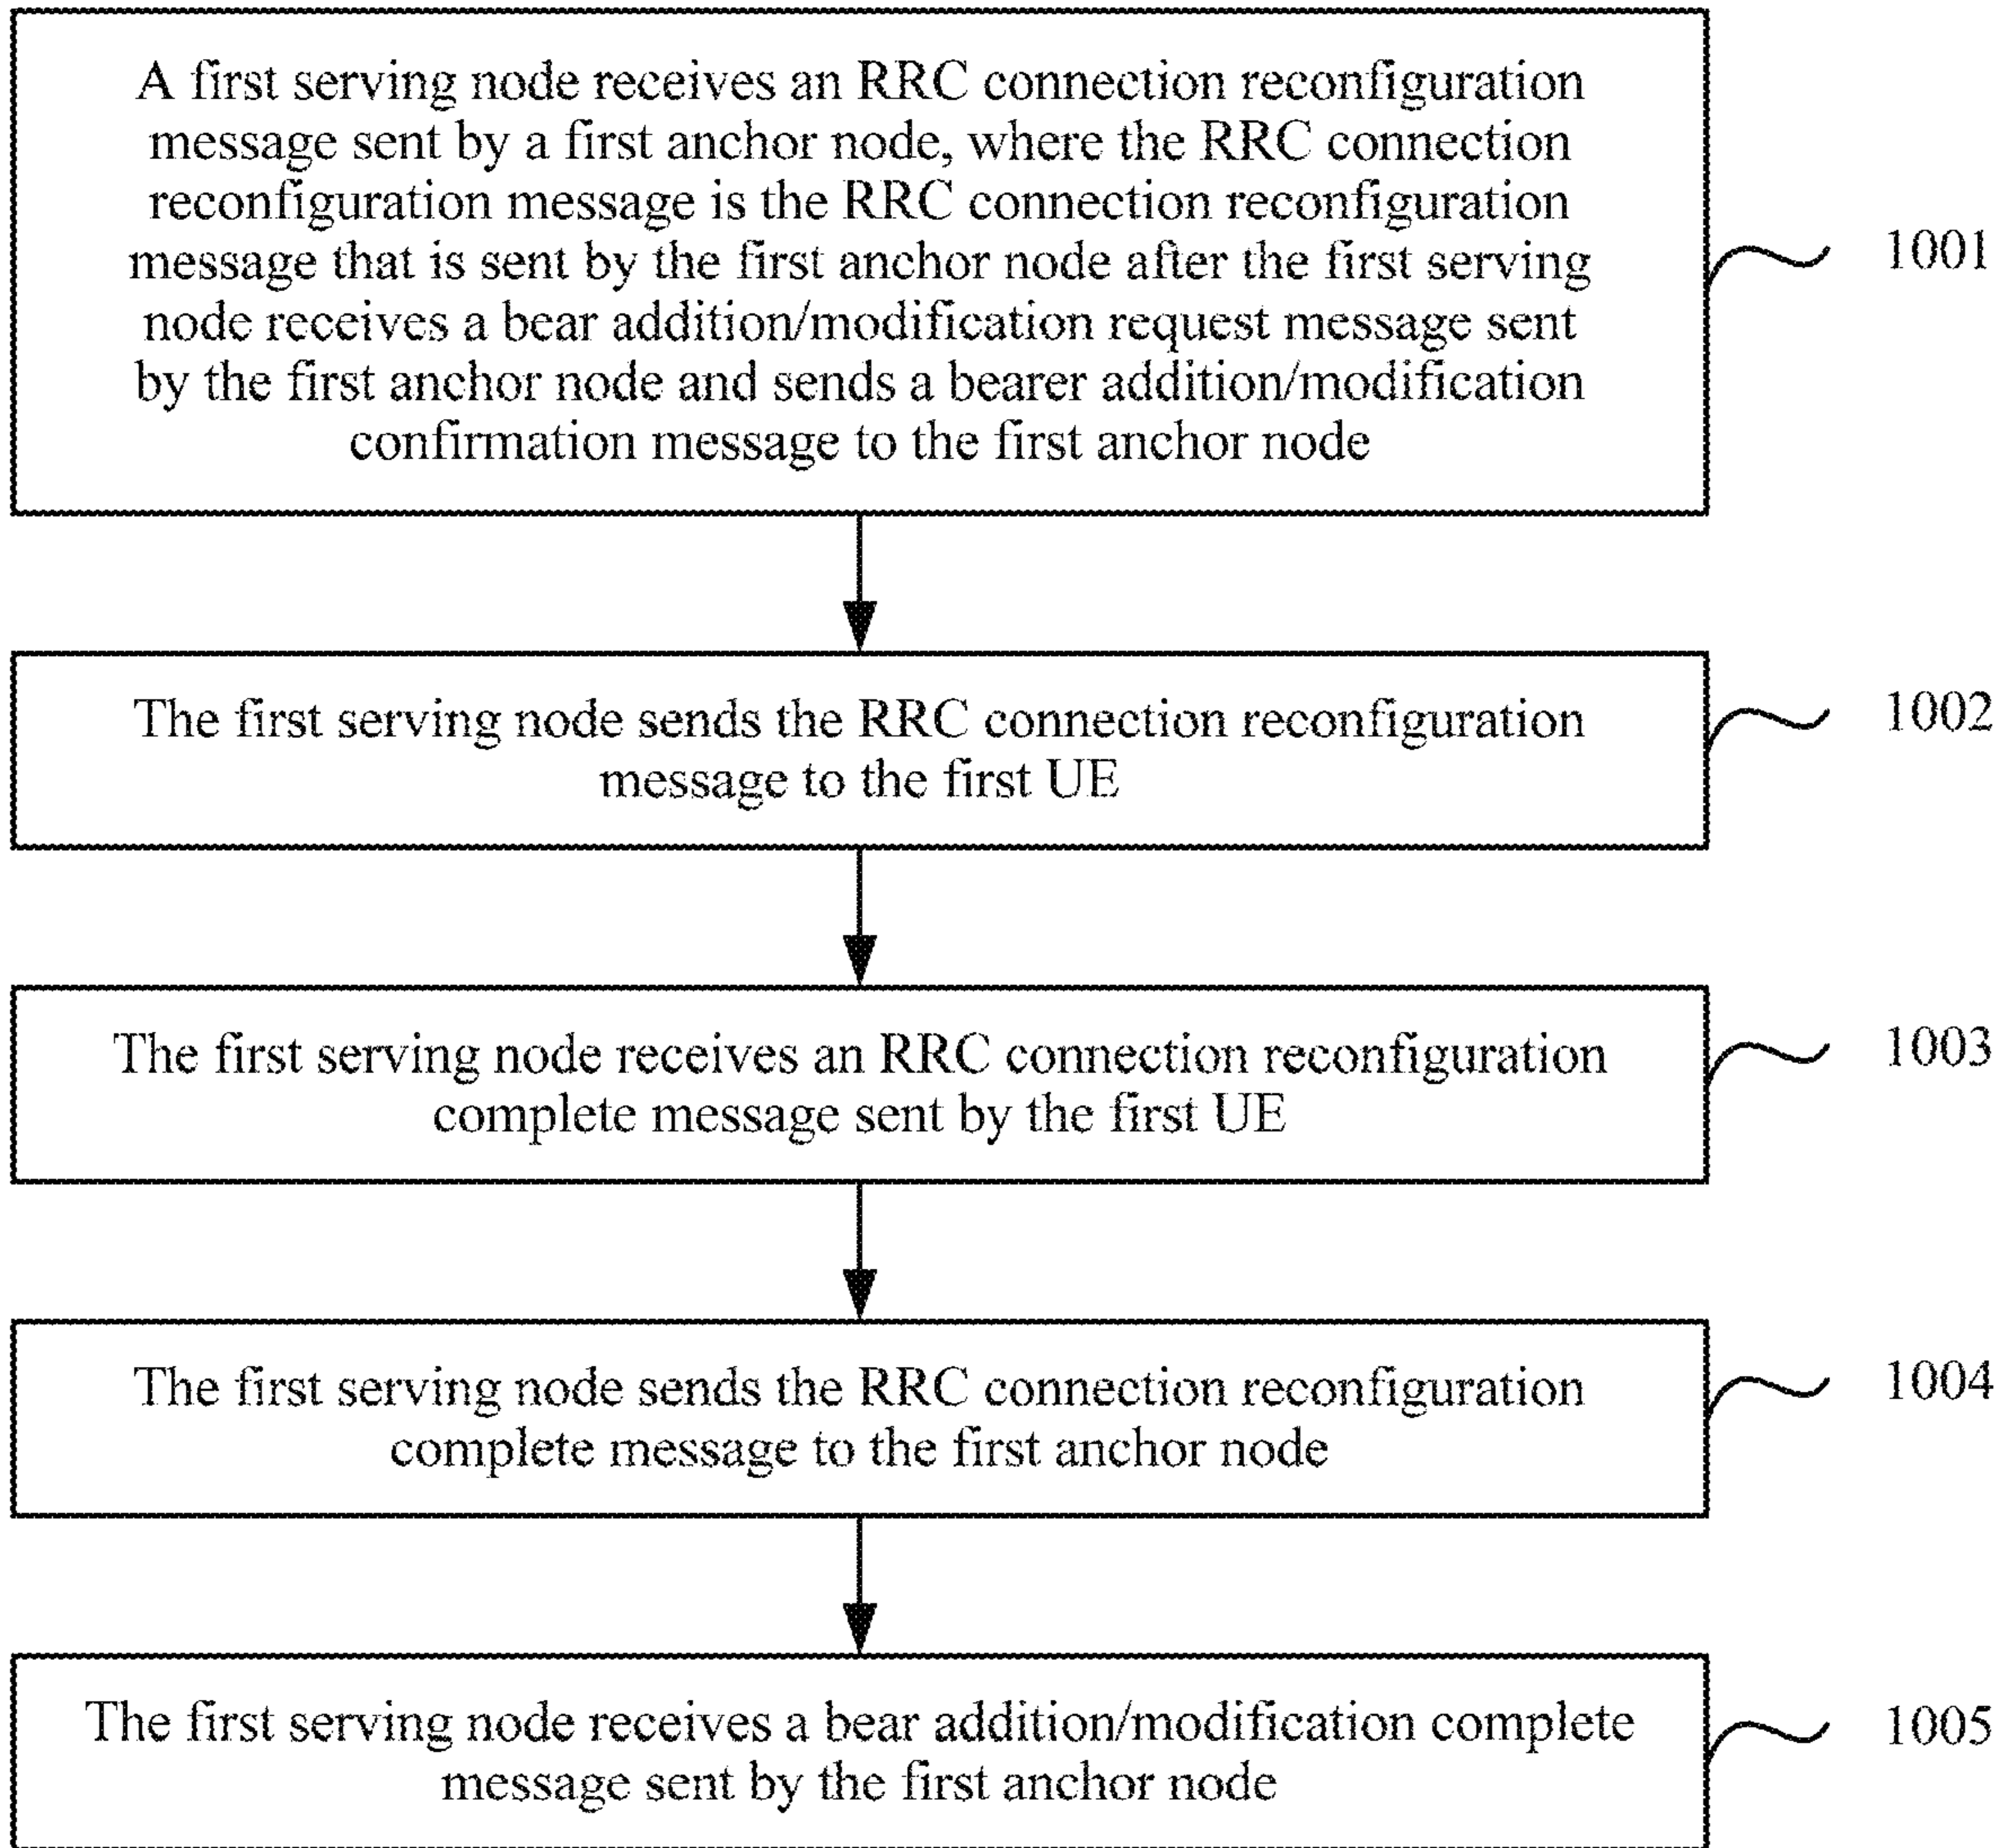 A first serving node receives an RRC connection reconfiguration
message sent by a first anchor node, where the RRC connection
reconfiguration message is the RRC connection reconfiguration
message that is sent by the first anchor node after the first serving
node receives a bear addition/modification request message sent
by the first anchor node and sends a bearer addition/modification
confirmation message to the first anchor node
1001
The first serving node sends the RRC connection reconfiguration
message to the first UE
1002
The first serving node receives an RRC connection reconfiguration
complete message sent by the first UE
1003
The first serving node sends the RRC connection reconfiguration
complete message to the first anchor node
1004
The first serving node receives a bear addition/modification complete
message sent by the first anchor node
1005